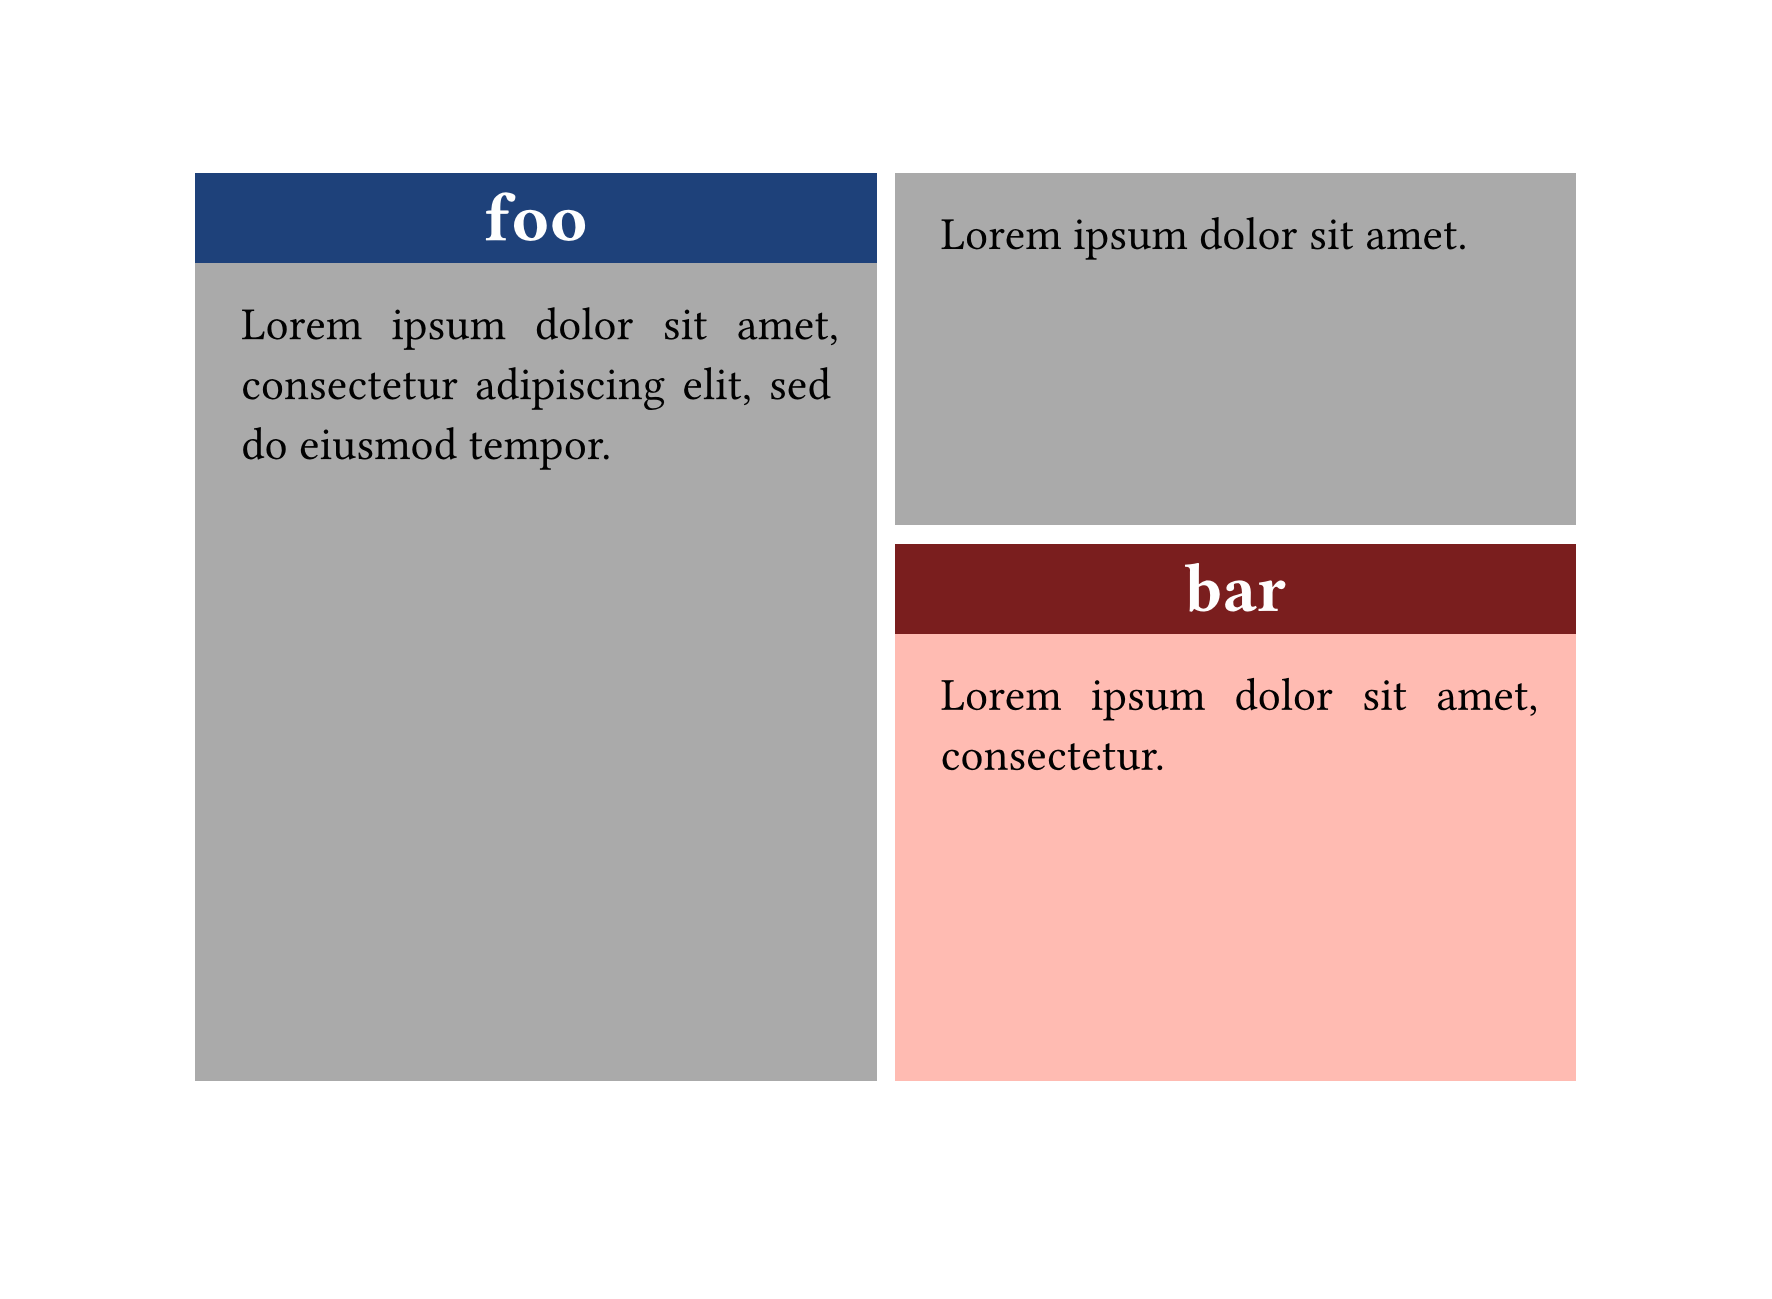 foo
Lorem ipsum dolor sit amet,
consectetur adipiscing elit, sed
do eiusmod tempor.
Lorem ipsum dolor sit amet.
bar
Lorem ipsum dolor sit amet,
consectetur.